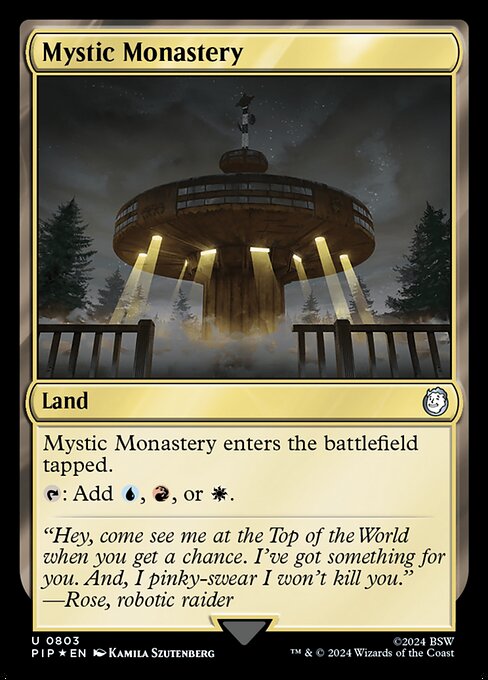 Mystic Monastery
Land
Mystic Monastery enters the battlefield
tapped.
: Add , , or .
“Hey, come see me at the Top of the World
when you get a chance. I’ve got something for
you. And, I pinky-swear I won’t kill you.”
—Rose, robotic raider
U 0803
PIP★EN Kamila Szutenberg
©2024 BSW
™ & © 2024 Wizards of the Coast